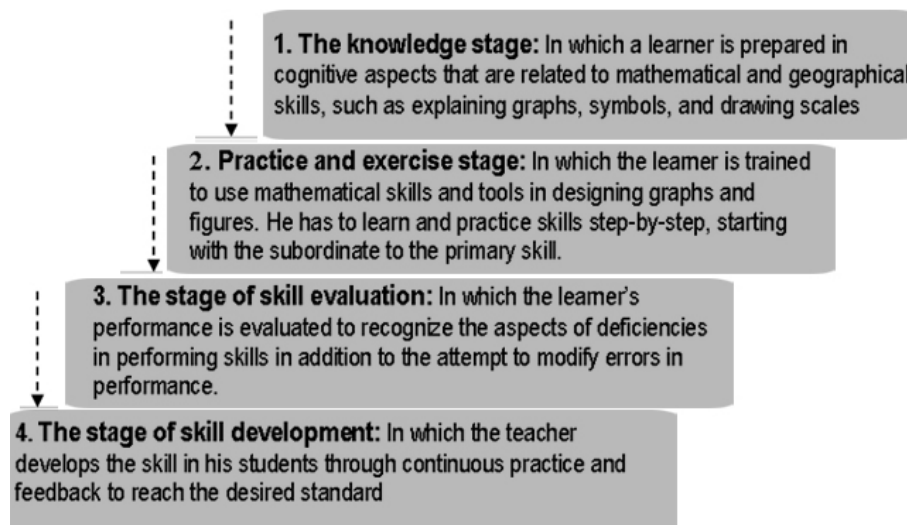 1. The knowledge stage: In which a learner is prepared in
cognitive aspects that are related to mathematical and geographical
skills, such as explaining graphs, symbols, and drawing scales
2. Practice and exercise stage: In which the learner is trained
to use mathematical skills and tools in designing graphs and
figures. He has to learn and practice skills step-by-step, starting
with the subordinate to the primary skill.
3. The stage of skill evaluation: In which the learner's
performance is evaluated to recognize the aspects of deficiencies
in performing skills in addition to the attempt to modify errors in
performance.
4. The stage of skill development: In which the teacher
develops the skill in his students through continuous practice and
feedback to reach the desired standard